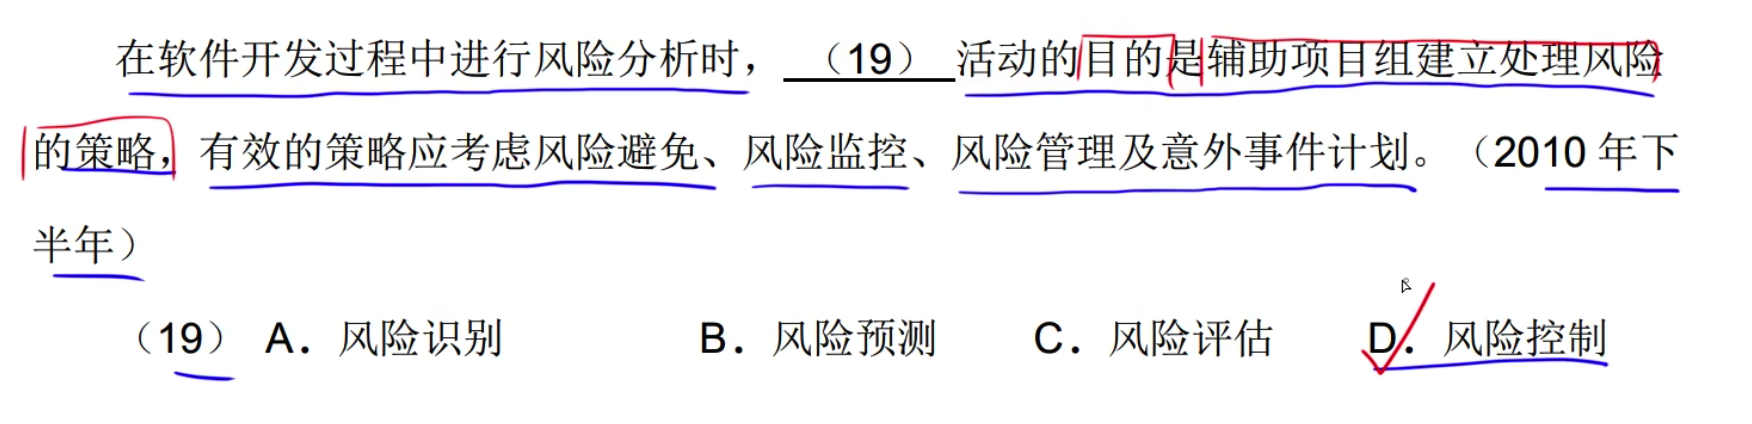 在软件开发过程中进行风险分析时，（19）活动的目的是辅助项目组建立处理风险
的策略，有效的策略应考虑风险避免、风险监控、风险管理及意外事件计划。（2010 年下
半年）
（19） A．风险识别 B．风险预测 C．风险评估 D．风险控制